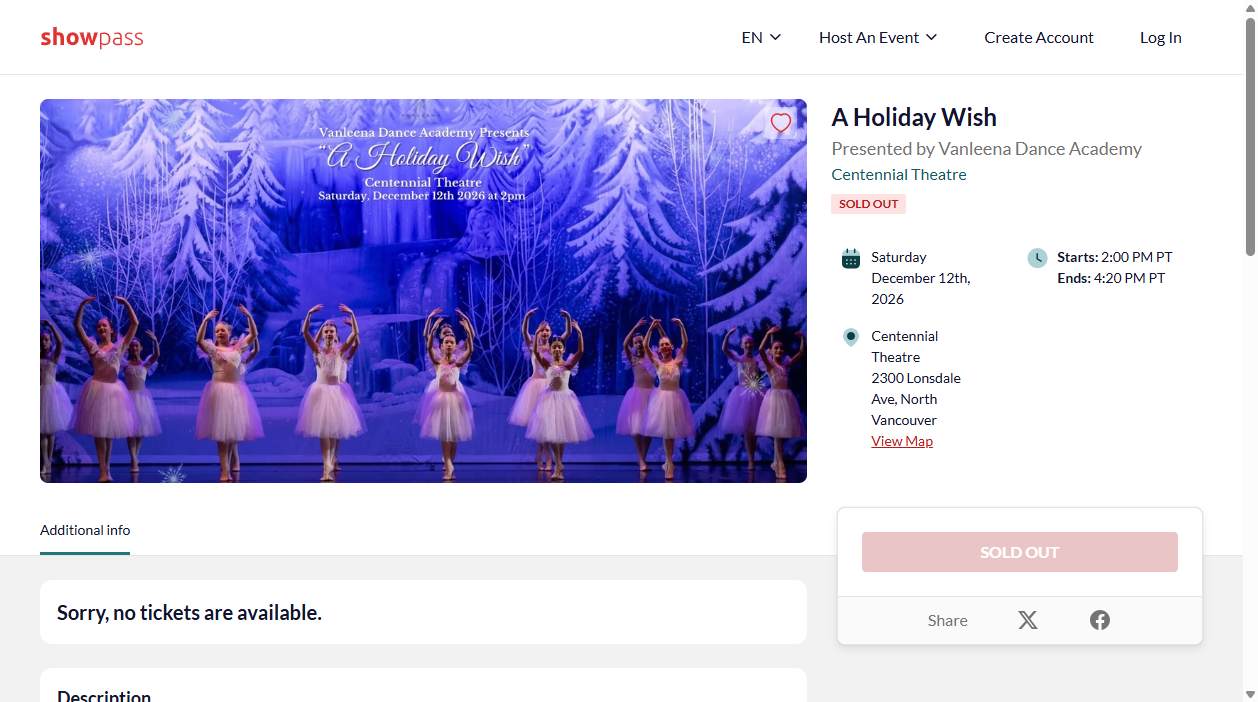 showpass
EN
Host An Event
Create Account
Log In
Vanleena Dance Academy Presents
"A Holiday Wish"
Centennial Theatre
Saturday, December 12th 2026 at 2pm
A Holiday Wish
Presented by Vanleena Dance Academy
Centennial Theatre
SOLD OUT
Saturday
December 12th,
2026
Starts: 2:00 PM PT
Ends: 4:20 PM PT
Centennial
Theatre
2300 Lonsdale
Ave, North
Vancouver
View Map
Additional info
SOLD OUT
Share
Sorry, no tickets are available.
Description